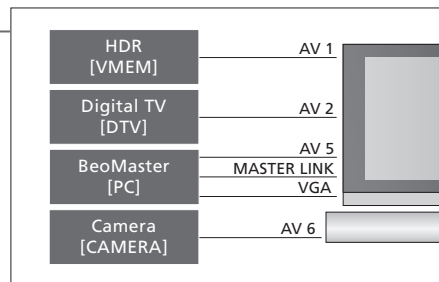 HDR
[VMEM]
AV 1
Digital TV
[DTV]
AV 2
BeoMaster
[PC]
AV 5
MASTER LINK
VGA
Camera
[CAMERA]
AV 6